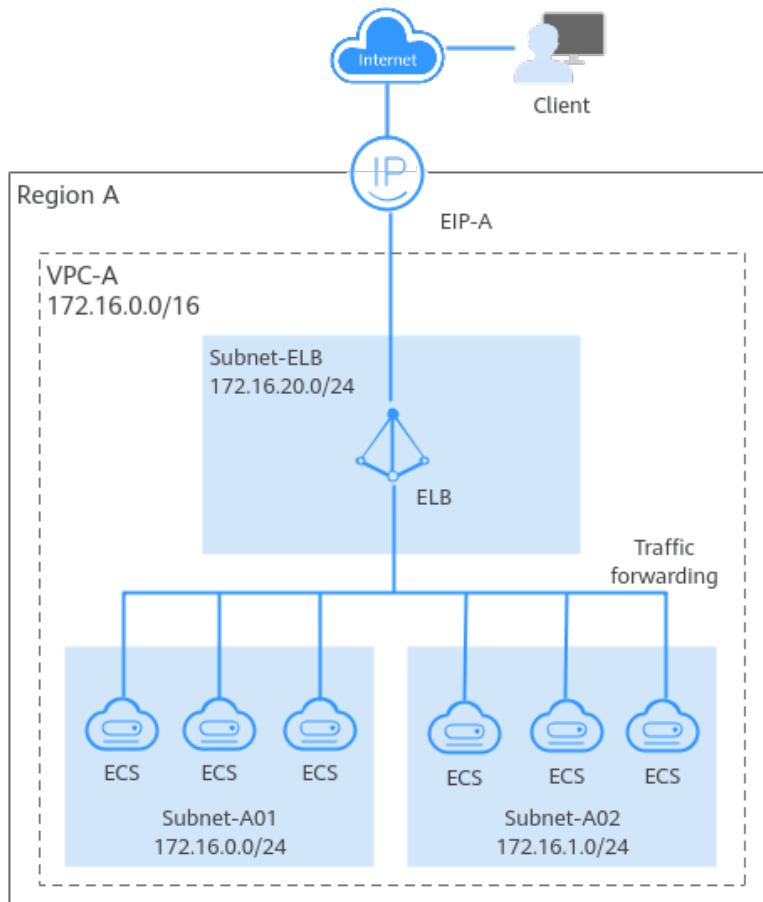 Internet
Client
IP
Region A
EIP-A
VPC-A
172.16.0.0/16
Subnet-ELB
172.16.20.0/24
ELB
Traffic
forwarding
ECS
ECS
ECS
ECS
ECS
ECS
Subnet-A01
172.16.0.0/24
Subnet-A02
172.16.1.0/24